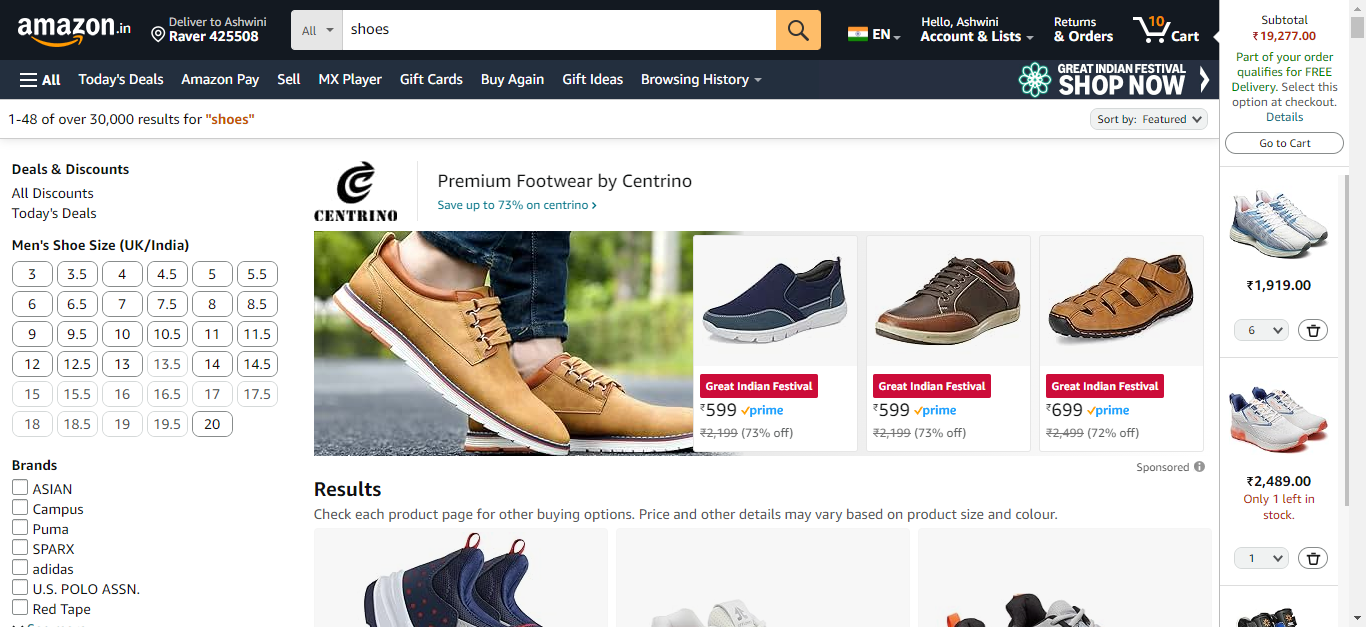 amazon.in
Deliver to Ashwini
Raver 425508
All
shoes
EN
Hello, Ashwini
Account & Lists
Returns
& Orders
10
Cart
All
Today's Deals
Amazon Pay
Sell
MX Player
Gift Cards
Buy Again
Gift Ideas
Browsing History
GREAT INDIAN FESTIVAL
SHOP NOW
1-48 of over 30,000 results for "shoes"
Sort by: Featured
Deals & Discounts
All Discounts
Today's Deals
Men's Shoe Size (UK/India)
3 3.5 4 4.5 5 5.5
6 6.5 7 7.5 8 8.5
9 9.5 10 10.5 11 11.5
12 12.5 13 13.5 14 14.5
15 15.5 16 16.5 17 17.5
18 18.5 19 19.5 20
Brands
ASIAN
Campus
Puma
SPARX
adidas
U.S. POLO ASSN.
Red Tape
CENTRINO
Premium Footwear by Centrino
Save up to 73% on centrino ›
Great Indian Festival
₹599 prime
₹2,199 (73% off)
Great Indian Festival
₹599 prime
₹2,199 (73% off)
Great Indian Festival
₹699 prime
₹2,499 (72% off)
Sponsored
Results
Check each product page for other buying options. Price and other details may vary based on product size and colour.
Subtotal
₹19,277.00
Part of your order
qualifies for FREE
Delivery. Select this
option at checkout.
Details
Go to Cart
₹1,919.00
6
₹2,489.00
Only 1 left in
stock.
1